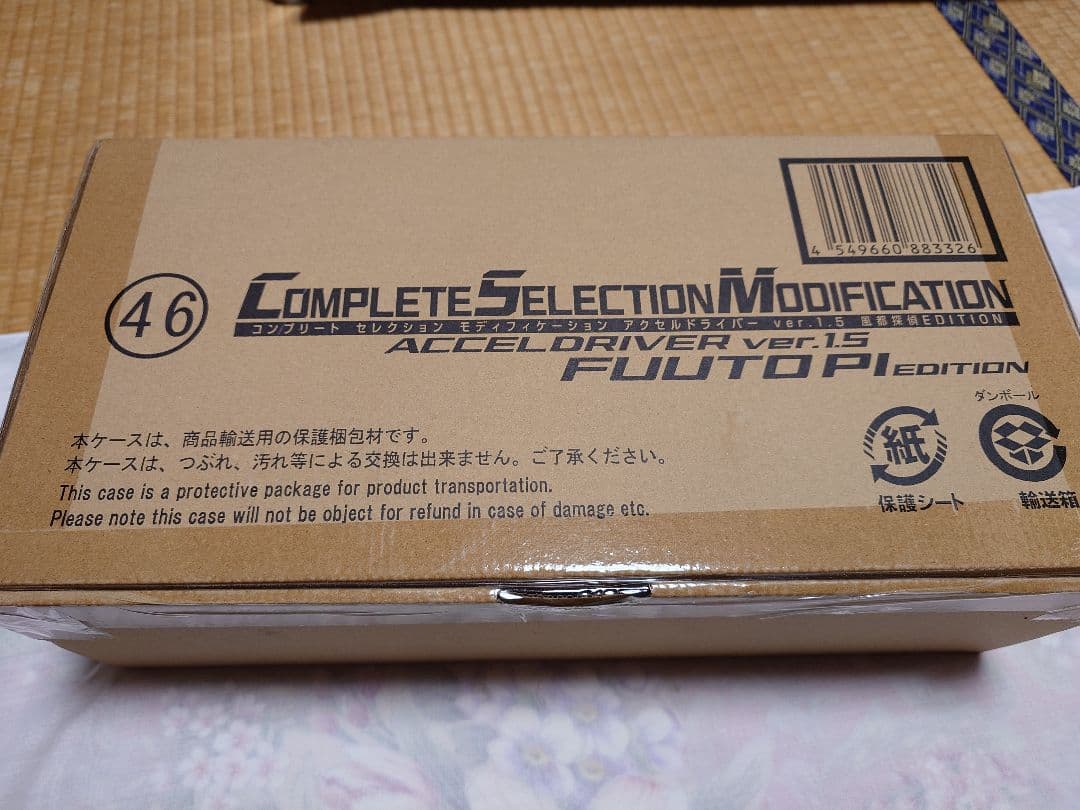 4 549660 883326
46
COMPLETE SELECTION MODIFICATION
コンプリート セレクション モディフィケーション アクセルドライバー ver.1.5 風都探偵EDITION
ACCELDRIVER ver.1.5
FUUTO PI EDITION
本ケースは、商品輸送用の保護梱包材です。
本ケースは、つぶれ、汚れ等による交換は出来ません。ご了承ください。
This case is a protective package for product transportation.
Please note this case will not be object for refund in case of damage etc.
紙
保護シート
ダンボール
輸送箱